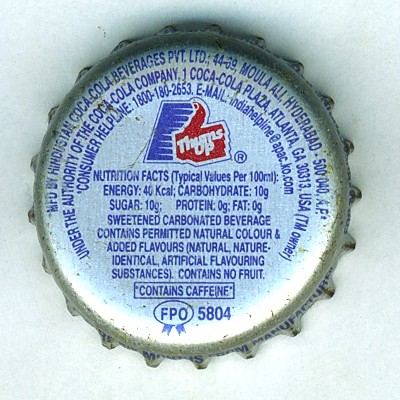 *MFD BY HINDUSTAN COCA-COLA BEVERAGES PVT. LTD., 44-59, MOULA ALI, HYDERABAD - 500 040, A.P*
UNDER THE AUTHORITY OF THE COCA-COLA COMPANY, 1 COCA-COLA PLAZA, ATLANTA, GA 30313, USA (TM owner)
*CONSUMER HELPLINE: 1800-180-2653, E-MAIL: indiahelpline@apac.ko.com
THUMS
UP
®
NUTRITION FACTS (Typical Values Per 100ml):
ENERGY: 40 Kcal; CARBOHYDRATE: 10g
SUGAR: 10g; PROTEIN: 0g; FAT: 0g
SWEETENED CARBONATED BEVERAGE
CONTAINS PERMITTED NATURAL COLOUR &
ADDED FLAVOURS (NATURAL, NATURE-
IDENTICAL, ARTIFICIAL FLAVOURING
SUBSTANCES). CONTAINS NO FRUIT.
"CONTAINS CAFFEINE"
FPO 5804